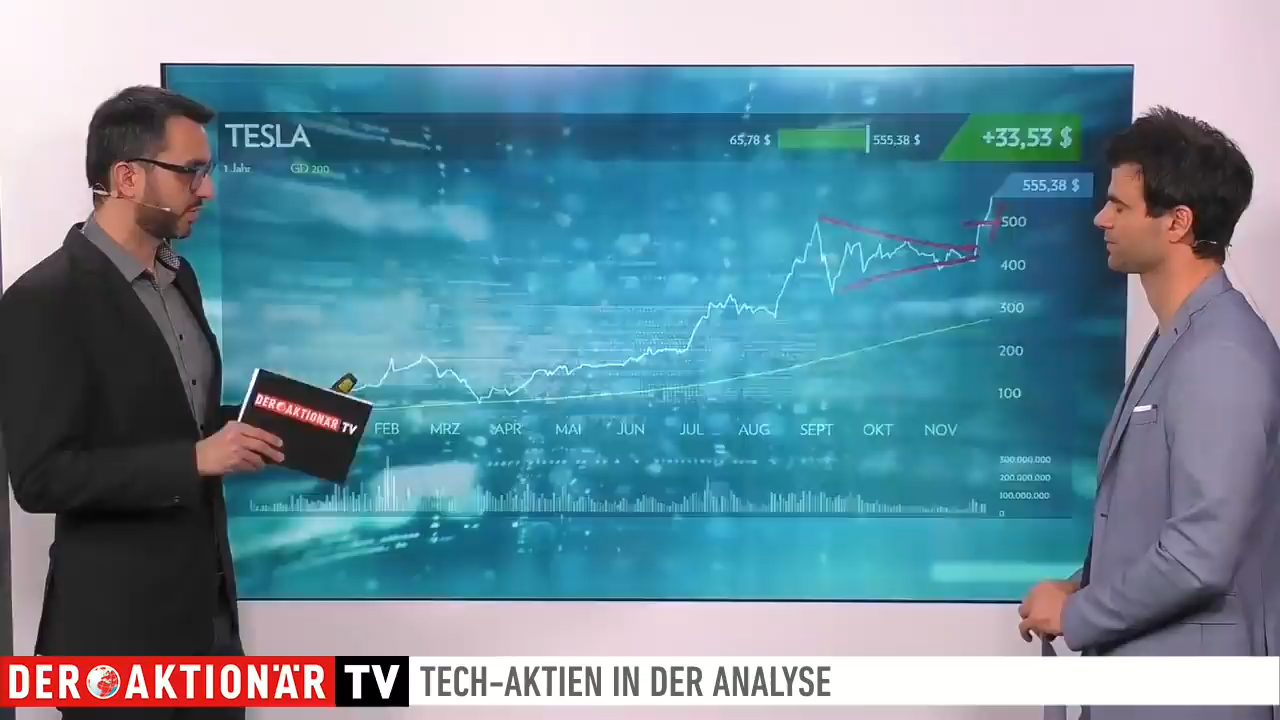 TESLA
65,78 $
555,38 $
+33,53 $
1 Jahr
GD 200
555,38 $
500
400
300
200
100
FEB MRZ APR MAI JUN JUL AUG SEPT OKT NOV
300.000.000
200.000.000
100.000.000
0
DER AKTIONÄR TV
DER AKTIONÄR TV
TECH-AKTIEN IN DER ANALYSE